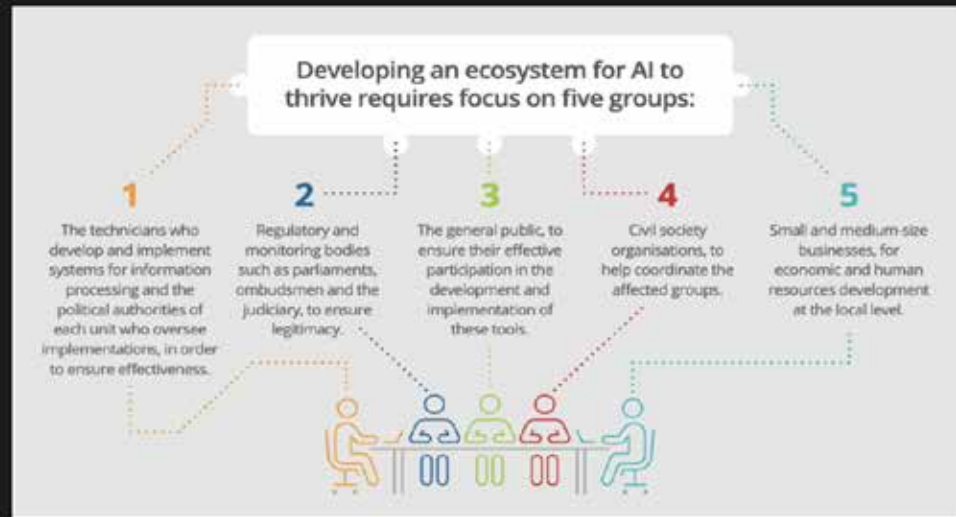 Developing an ecosystem for AI to
thrive requires focus on five groups:
1
The technicians who
develop and implement
systems for information
processing and the
political authorities of
each unit who oversee
implementations, in order
to ensure effectiveness.
2
Regulatory and
monitoring bodies
such as parliaments,
ombudsmen and the
judiciary, to ensure
legitimacy.
3
The general public, to
ensure their effective
participation in the
development and
implementation of
these tools.
4
Civil society
organisations, to
help coordinate the
affected groups.
5
Small and medium-size
businesses, for
economic and human
resources development
at the local level.